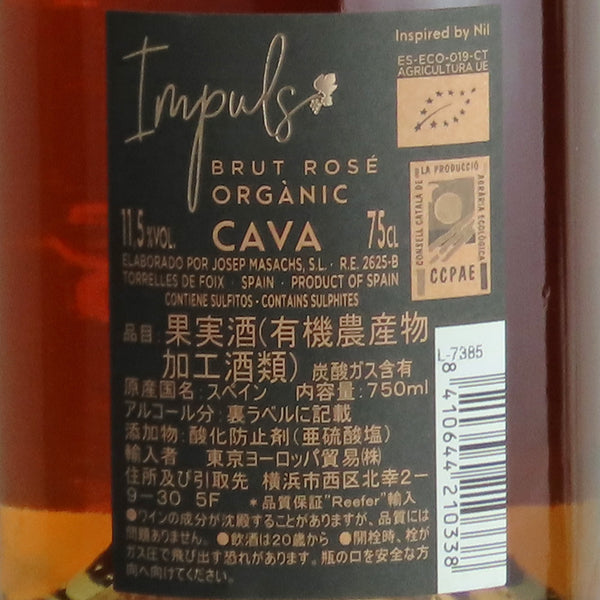 Impuls
Inspired by Nil
ES-ECO-019-CT
AGRICULTURA UE
BRUT ROSÉ
ORGÀNIC
CONSELL CATALÀ DE LA PRODUCCIÓ AGRÀRIA ECOLÒGICA
CCPAE
11.5%VOL. CAVA 75CL
ELABORADO POR JOSEP MASACHS, S.L. · R.E. 2625-B
TORRELLES DE FOIX · SPAIN · PRODUCT OF SPAIN
CONTIENE SULFITOS · CONTAINS SULPHITES
品目:果実酒(有機農産物
加工酒類) 炭酸ガス含有
原産国名:スペイン 内容量:750ml
アルコール分:裏ラベルに記載
添加物:酸化防止剤(亜硫酸塩)
輸入者 東京ヨーロッパ貿易㈱
住所及び引取先 横浜市西区北幸2-
9-30 5F *品質保証"Reefer"輸入
●ワインの成分が沈殿することがありますが、品質には
問題ありません。●飲酒は20歳から ●開栓時、栓が
ガス圧で飛び出す恐れがあります。瓶の口を安全な方
向へ向けてください。
L-7385
8 410644 210338